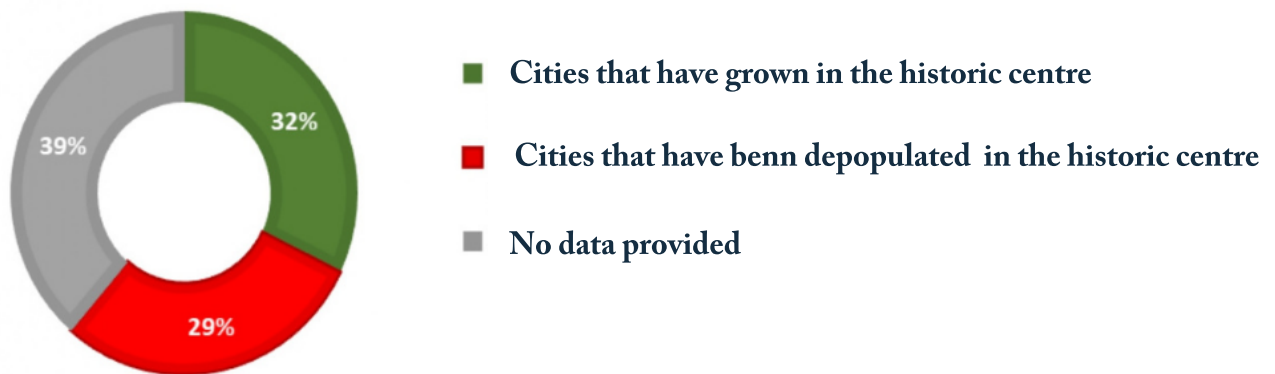 32%
39%
29%
Cities that have grown in the historic centre
Cities that have benn depopulated in the historic centre
No data provided